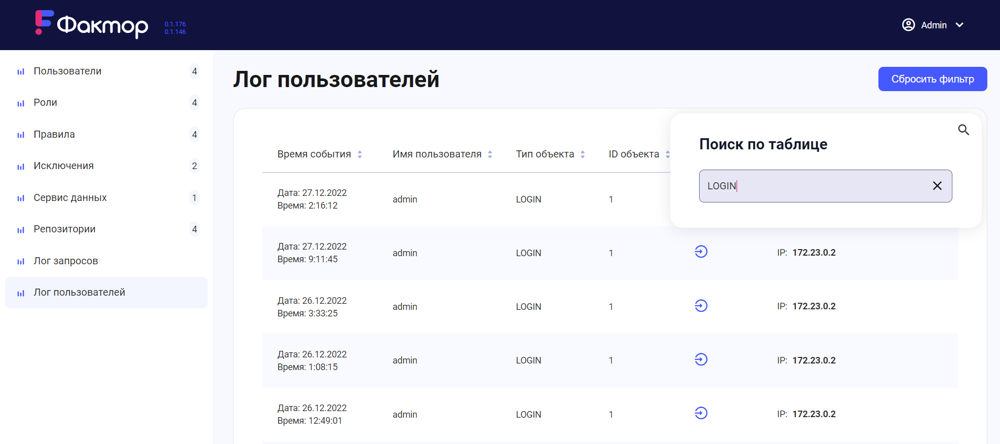 Фактор
0.1.176
0.1.146
Admin
Пользователи 4
Роли 4
Правила 4
Исключения 2
Сервис данных 1
Репозитории 4
Лог запросов
Лог пользователей
Лог пользователей
Сбросить фильтр
Поиск по таблице
LOGIN
Время события Имя пользователя Тип объекта ID объекта
Дата: 27.12.2022
Время: 2:16:12
admin LOGIN 1
Дата: 27.12.2022
Время: 9:11:45
admin LOGIN 1 IP: 172.23.0.2
Дата: 26.12.2022
Время: 3:33:25
admin LOGIN 1 IP: 172.23.0.2
Дата: 26.12.2022
Время: 1:08:15
admin LOGIN 1 IP: 172.23.0.2
Дата: 26.12.2022
Время: 12:49:01
admin LOGIN 1 IP: 172.23.0.2